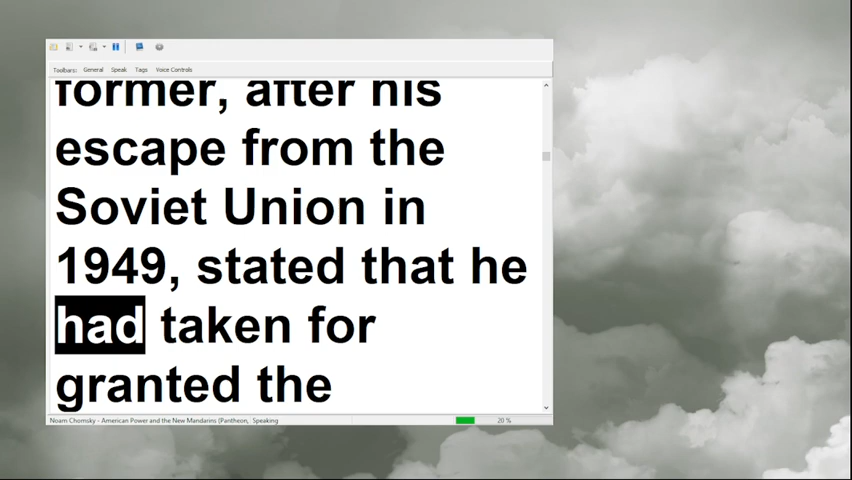 Toolbars: General Speak Tags Voice Controls
former, after his
escape from the
Soviet Union in
1949, stated that he
had taken for
granted the
Noam Chomsky - American Power and the New Mandarins (Pantheon, Speaking 20 %